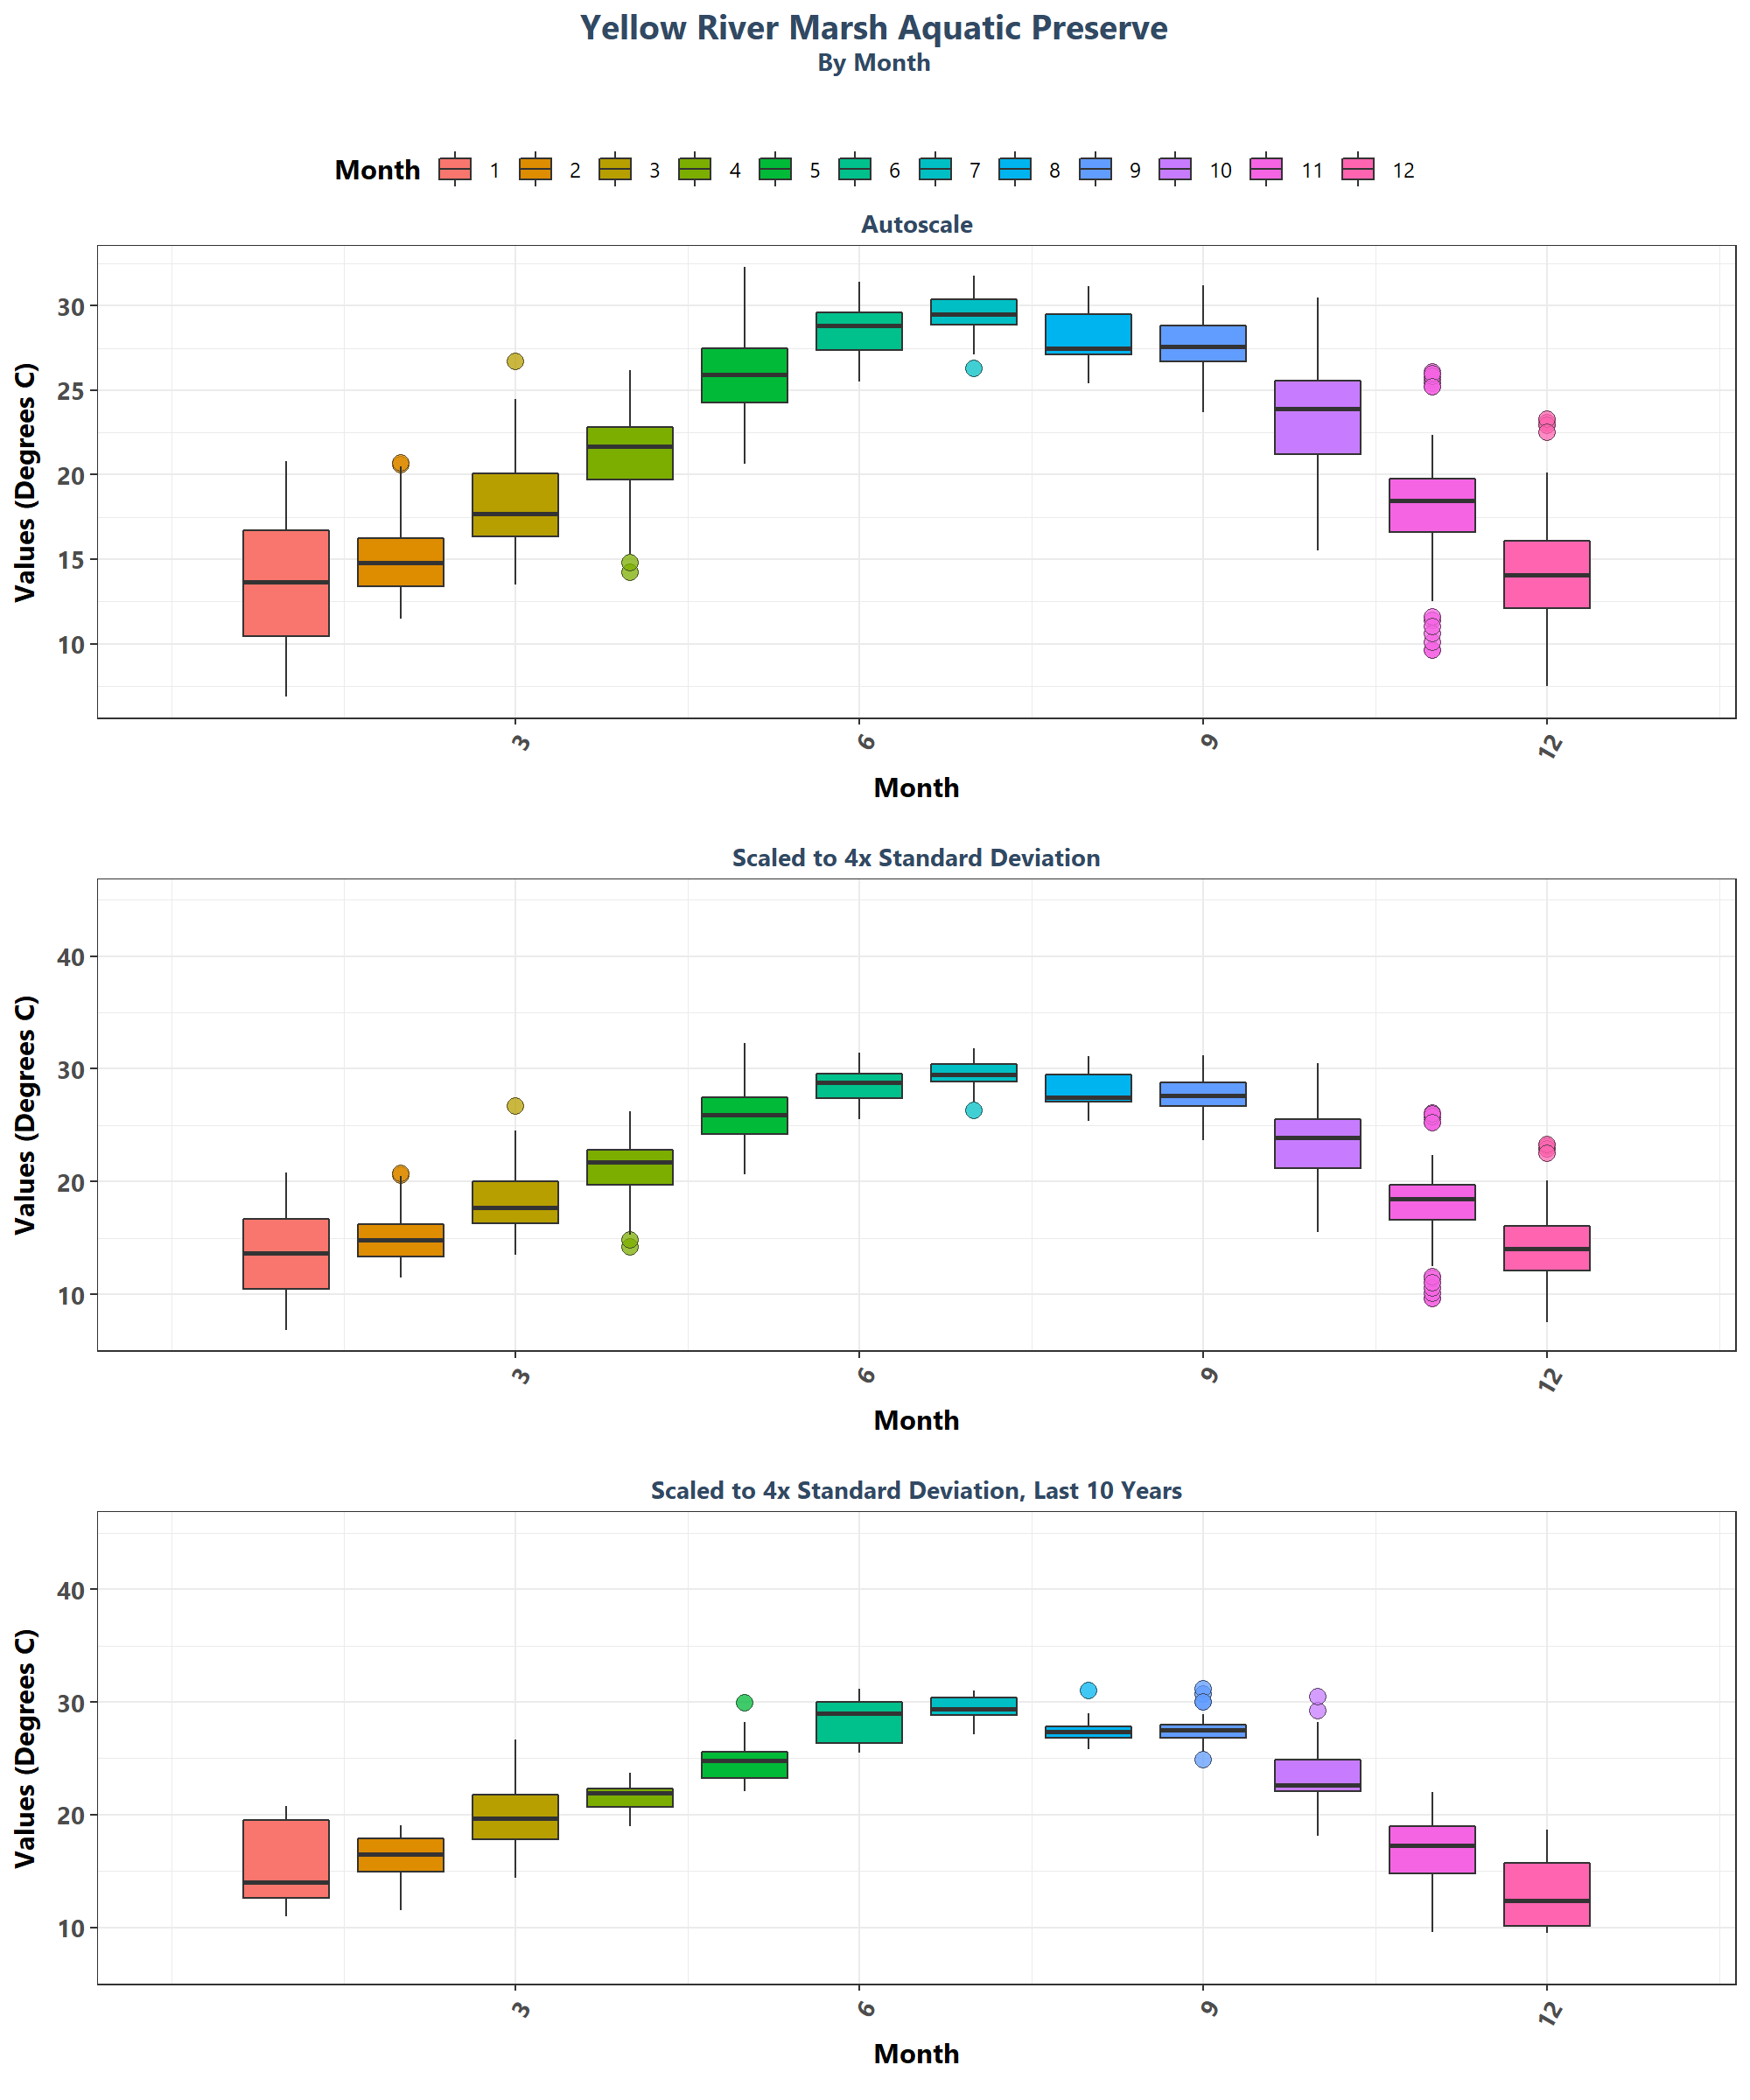 Yellow River Marsh Aquatic Preserve
By Month
Month 1 2 3 4 5 6 7 8 9 10 11 12
Autoscale
Values (Degrees C)
30
25
20
15
10
3 6 9 12
Month
Scaled to 4x Standard Deviation
Values (Degrees C)
40
30
20
10
3 6 9 12
Month
Scaled to 4x Standard Deviation, Last 10 Years
Values (Degrees C)
40
30
20
10
3 6 9 12
Month